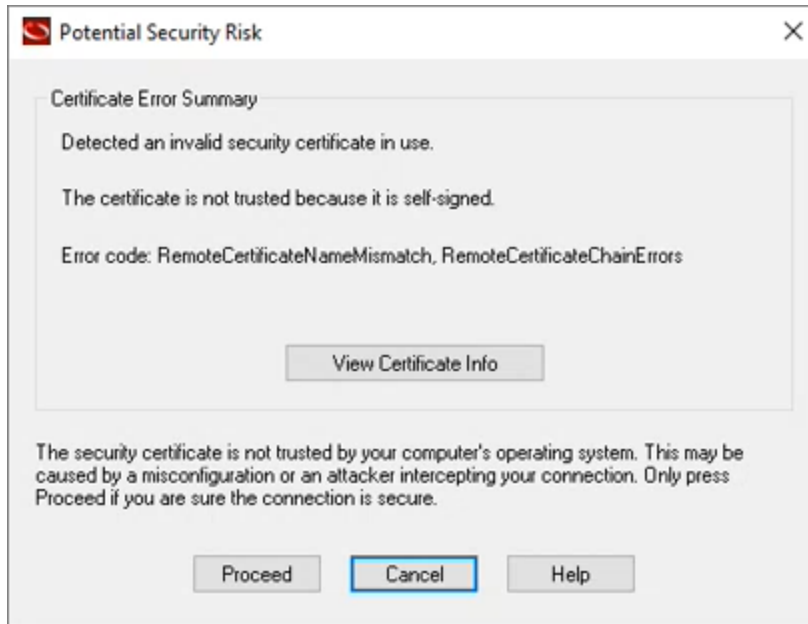 Potential Security Risk
Certificate Error Summary
Detected an invalid security certificate in use.
The certificate is not trusted because it is self-signed.
Error code: RemoteCertificateNameMismatch, RemoteCertificateChainErrors
View Certificate Info
The security certificate is not trusted by your computer's operating system. This may be
caused by a misconfiguration or an attacker intercepting your connection. Only press
Proceed if you are sure the connection is secure.
Proceed
Cancel
Help